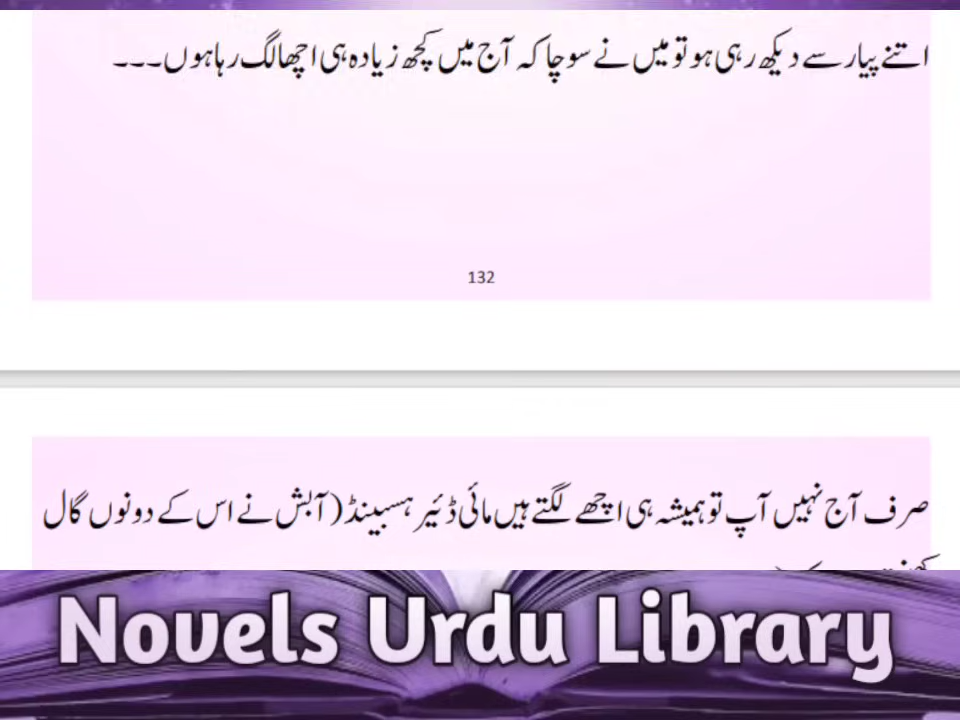 اتنے پیار سے دیکھ رہی ہو تو میں نے سوچا کہ آج میں کچھ زیادہ ہی اچھا لگ رہا ہوں۔۔۔
132
صرف آج نہیں آپ تو ہمیشہ ہی اچھے لگتے ہیں مائی ڈئیر ہسبینڈ (آبش نے اس کے دونوں گال
Novels Urdu Library